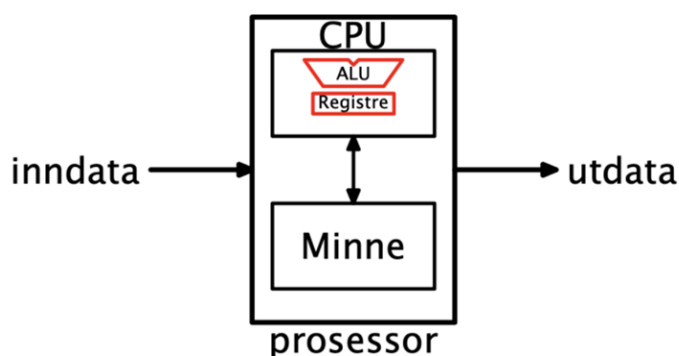 CPU
ALU
Registre
inndata
utdata
Minne
prosessor